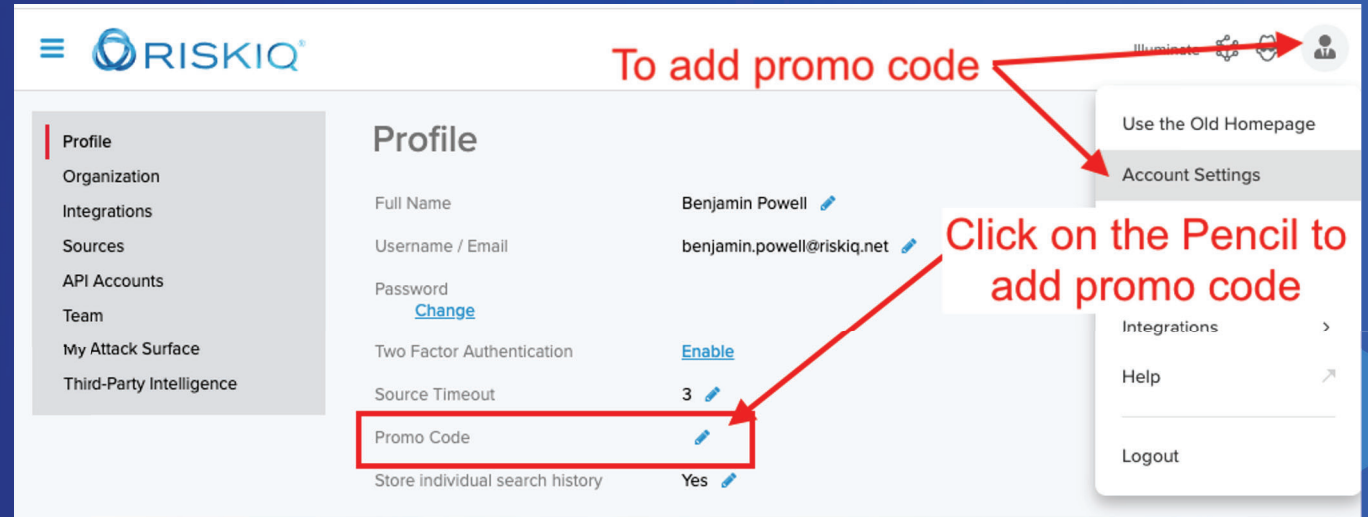 RISKIQ®
To add promo code
Illuminate
Use the Old Homepage
Account Settings
Click on the Pencil to
add promo code
Integrations
Help
Logout
Profile
Organization
Integrations
Sources
API Accounts
Team
My Attack Surface
Third-Party Intelligence
Profile
Full Name Benjamin Powell
Username / Email benjamin.powell@riskiq.net
Password
Change
Two Factor Authentication Enable
Source Timeout 3
Promo Code
Store individual search history Yes